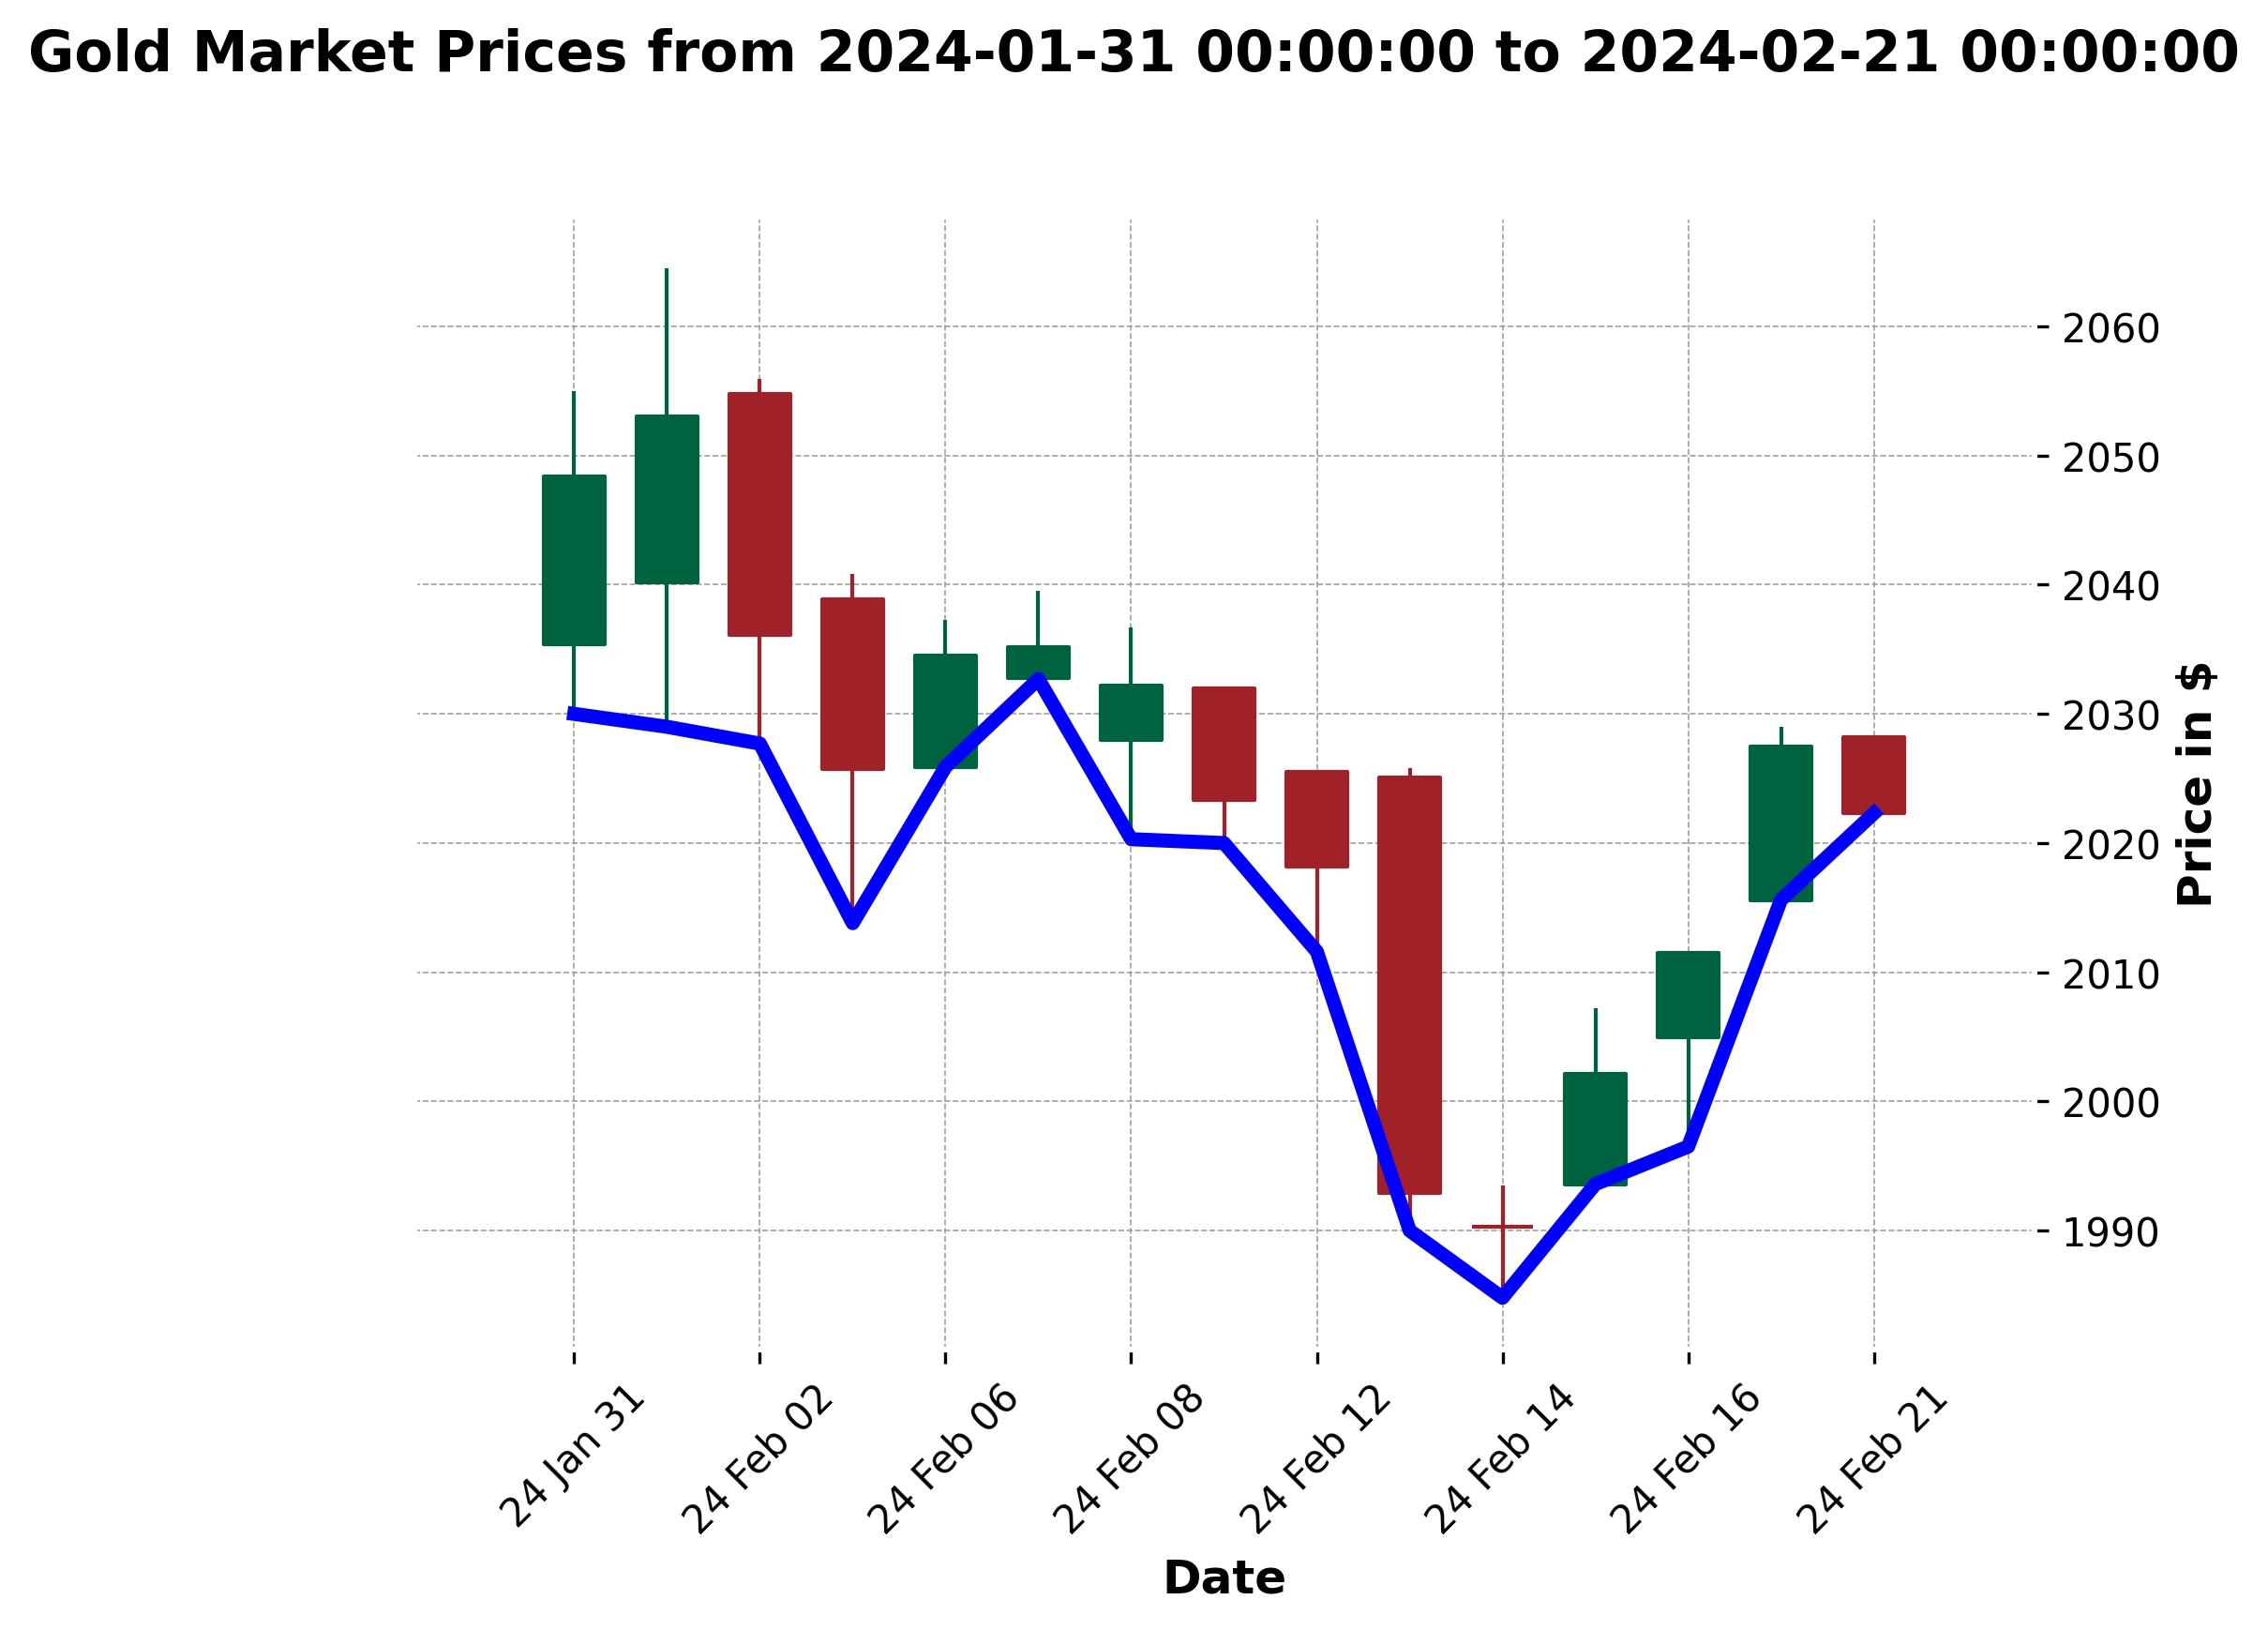 Gold Market Prices from 2024-01-31 00:00:00 to 2024-02-21 00:00:00
2060
2050
2040
2030
2020
2010
2000
1990
Price in $
24 Jan 31
24 Feb 02
24 Feb 06
24 Feb 08
24 Feb 12
24 Feb 14
24 Feb 16
24 Feb 21
Date